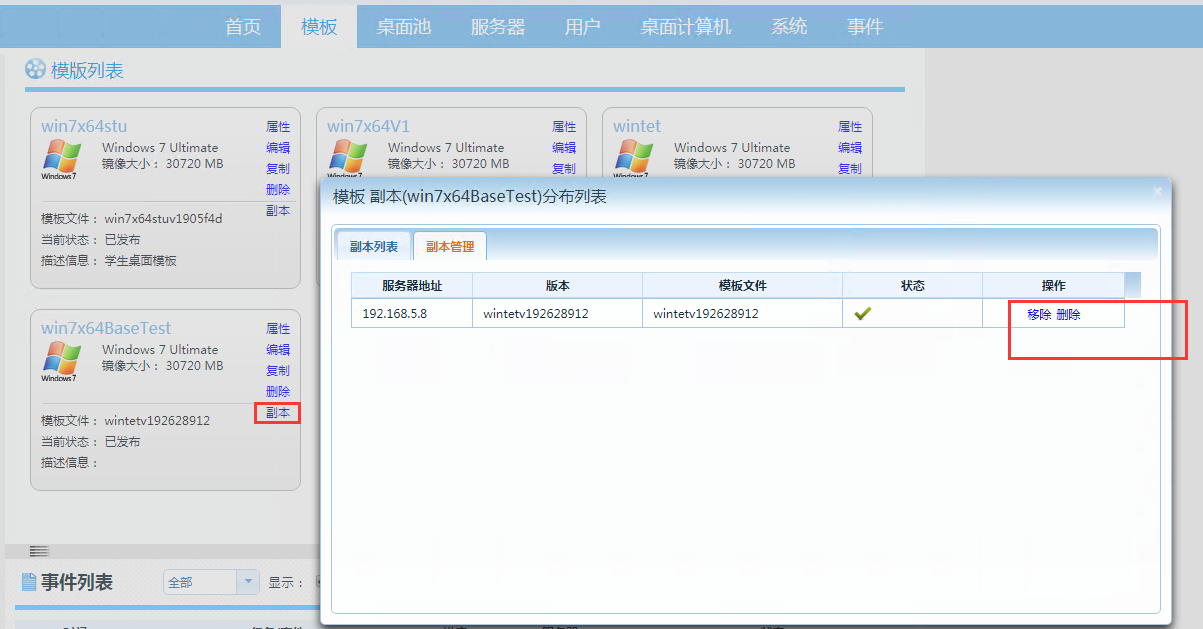 首页 模板 桌面池 服务器 用户 桌面计算机 系统 事件
模版列表
win7x64stu
属性
Windows 7 Ultimate
编辑
镜像大小： 30720 MB
复制
Windows 7
删除
副本
模板文件： win7x64stuv1905f4d
当前状态： 已发布
描述信息： 学生桌面模板
win7x64V1
属性
Windows 7 Ultimate
编辑
镜像大小： 30720 MB
复制
Windows 7
wintet
属性
Windows 7 Ultimate
编辑
镜像大小： 30720 MB
复制
Windows 7
win7x64BaseTest
属性
Windows 7 Ultimate
编辑
镜像大小： 30720 MB
复制
Windows 7
删除
副本
模板文件： wintetv192628912
当前状态： 已发布
描述信息：
模板 副本(win7x64BaseTest)分布列表
副本列表 副本管理
服务器地址 版本 模板文件 状态 操作
192.168.5.8 wintetv192628912 wintetv192628912 移除 删除
事件列表 全部 显示：